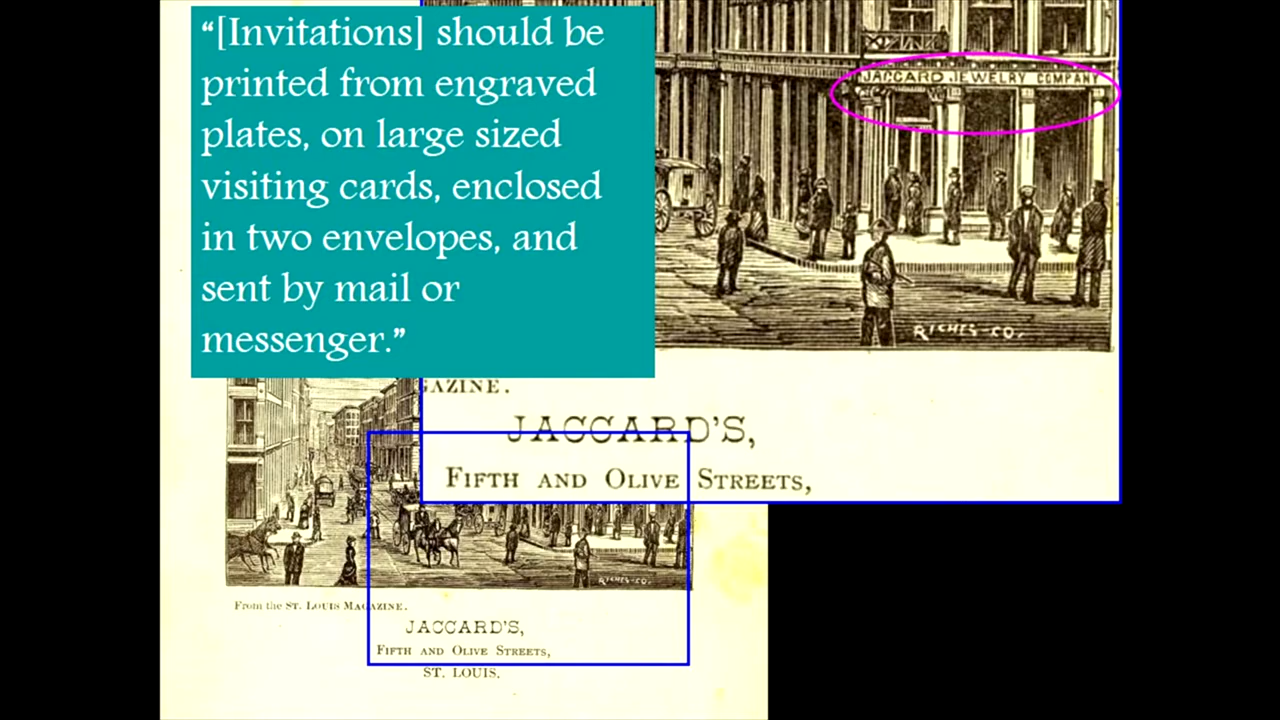 “[Invitations] should be
printed from engraved
plates, on large sized
visiting cards, enclosed
in two envelopes, and
sent by mail or
messenger.”
JACCARD JEWELRY COMPANY
RICHES-CO.
GAZINE.
JACCARD'S,
FIFTH AND OLIVE STREETS,
RICHES-CO.
From the ST. LOUIS MAGAZINE.
JACCARD'S,
FIFTH AND OLIVE STREETS,
ST. LOUIS.